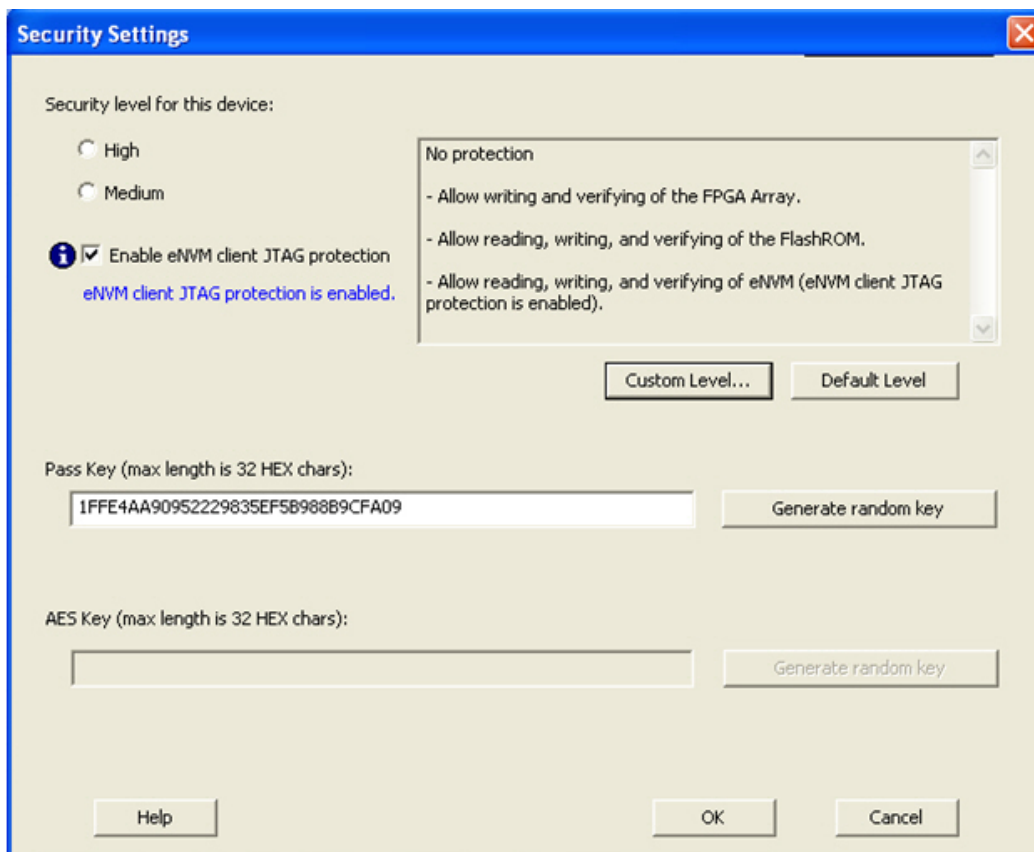 Security Settings
Security level for this device:
High
Medium
Enable eNVM client JTAG protection
eNVM client JTAG protection is enabled.
No protection
- Allow writing and verifying of the FPGA Array.
- Allow reading, writing, and verifying of the FlashROM.
- Allow reading, writing, and verifying of eNVM (eNVM client JTAG
protection is enabled).
Custom Level...
Default Level
Pass Key (max length is 32 HEX chars):
1FFE4AA90952229835EF5B988B9CFA09
Generate random key
AES Key (max length is 32 HEX chars):
Generate random key
Help
OK
Cancel